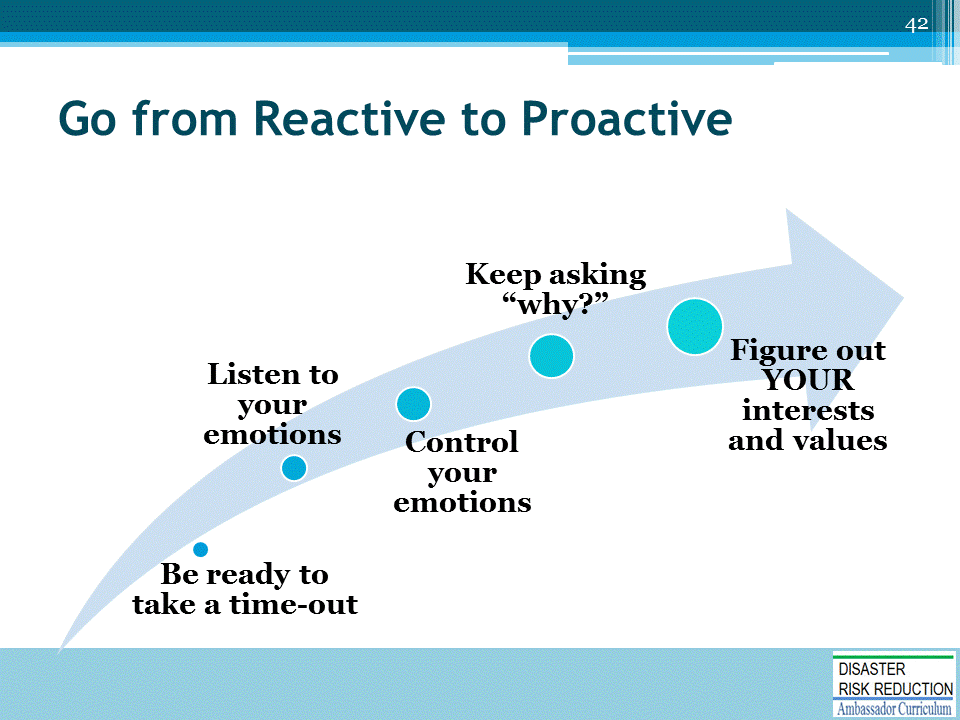 42
Go from Reactive to Proactive
Be ready to
take a time-out
Listen to
your
emotions
Control
your
emotions
Keep asking
“why?”
Figure out
YOUR
interests
and values
DISASTER
RISK REDUCTION
Ambassador Curriculum